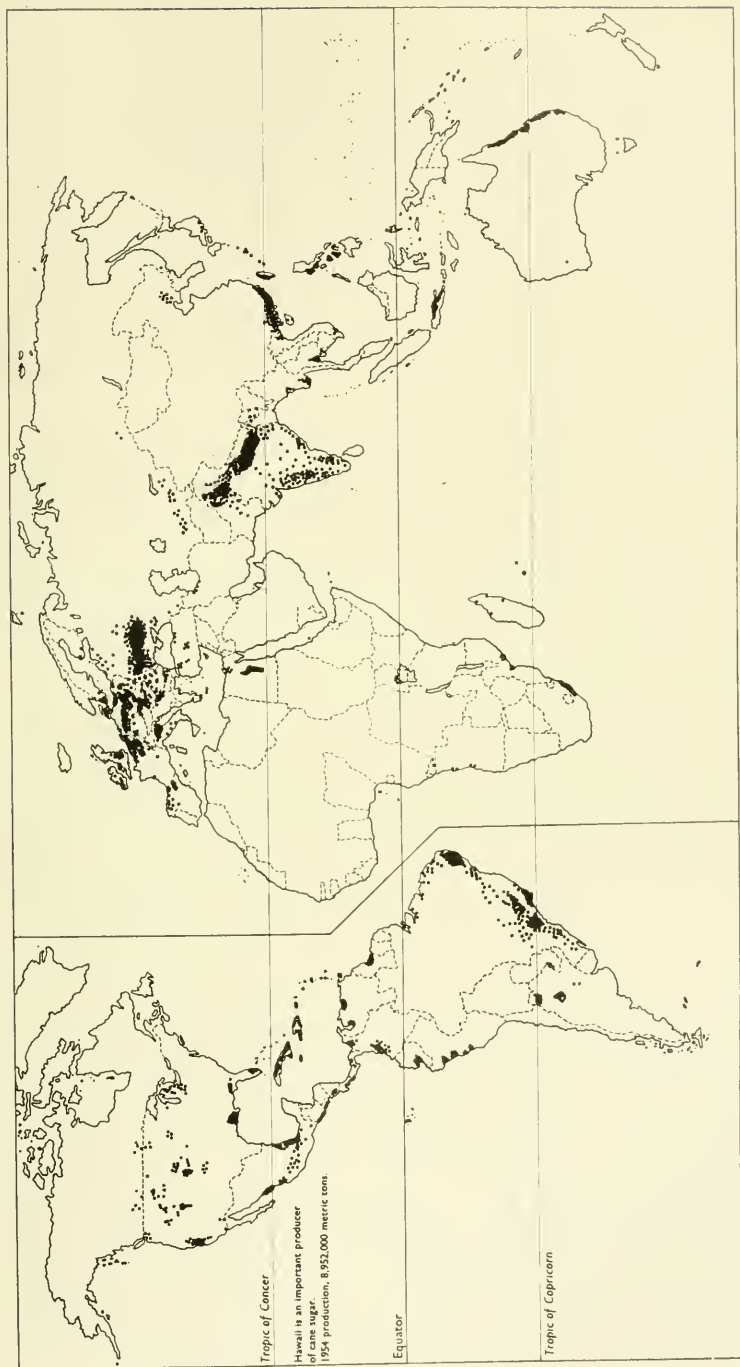 Tropic of Concer
Hawaii is an important producer
of cane sugar.
1954 production, 8,952,000 metric tons.
Equator
Tropic of Capricorn